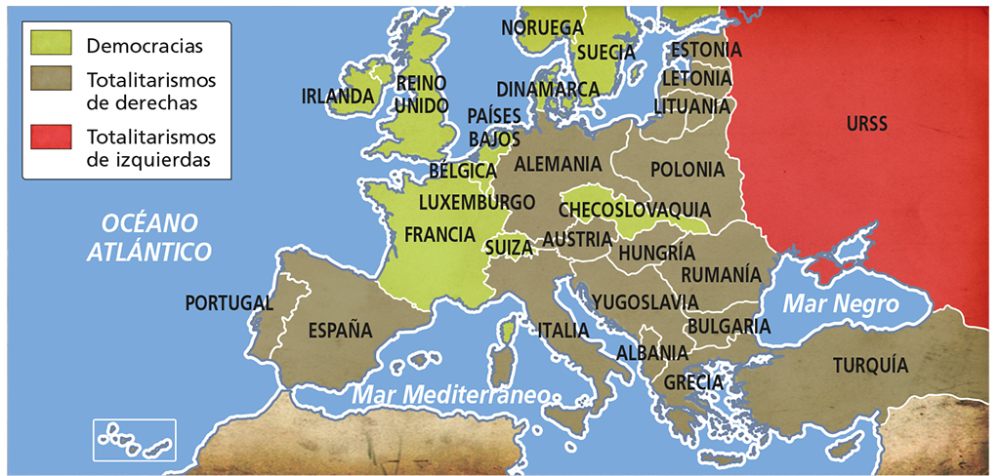 Democracias
Totalitarismos
de derechas
Totalitarismos
de izquierdas
NORUEGA
SUECIA
ESTONIA
LETONIA
LITUANIA
DINAMARCA
IRLANDA
REINO
UNIDO
PAÍSES
BAJOS
URSS
ALEMANIA
POLONIA
BÉLGICA
LUXEMBURGO
CHECOSLOVAQUIA
OCÉANO
ATLÁNTICO
FRANCIA
SUIZA
AUSTRIA
HUNGRÍA
RUMANÍA
PORTUGAL
ESPAÑA
ITALIA
YUGOSLAVIA
Mar Negro
BULGARIA
ALBANIA
GRECIA
TURQUÍA
Mar Mediterráneo